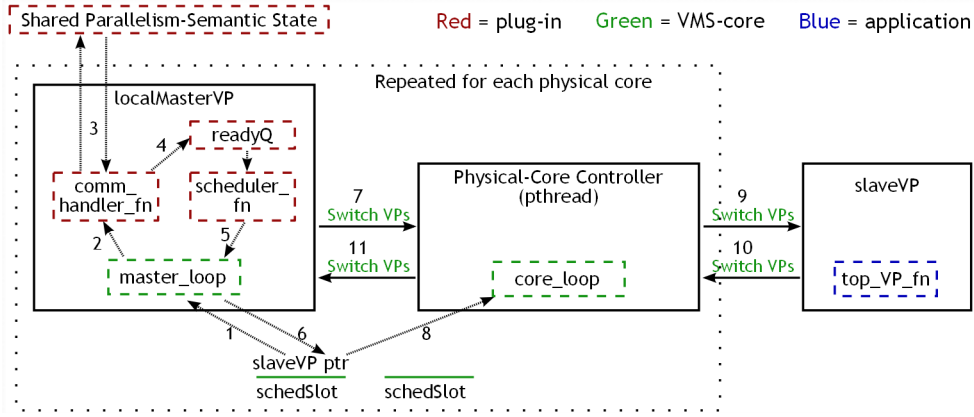 Shared Parallelism-Semantic State
Red = plug-in Green = VMS-core Blue = application
Repeated for each physical core
localMasterVP
3
4
readyQ
comm_
handler_fn
scheduler_
fn
2
5
master_loop
1
6
7
Switch VPs
11
Switch VPs
Physical-Core Controller
(pthread)
core_loop
8
9
Switch VPs
10
Switch VPs
slaveVP
top_VP_fn
slaveVP ptr
schedSlot
schedSlot